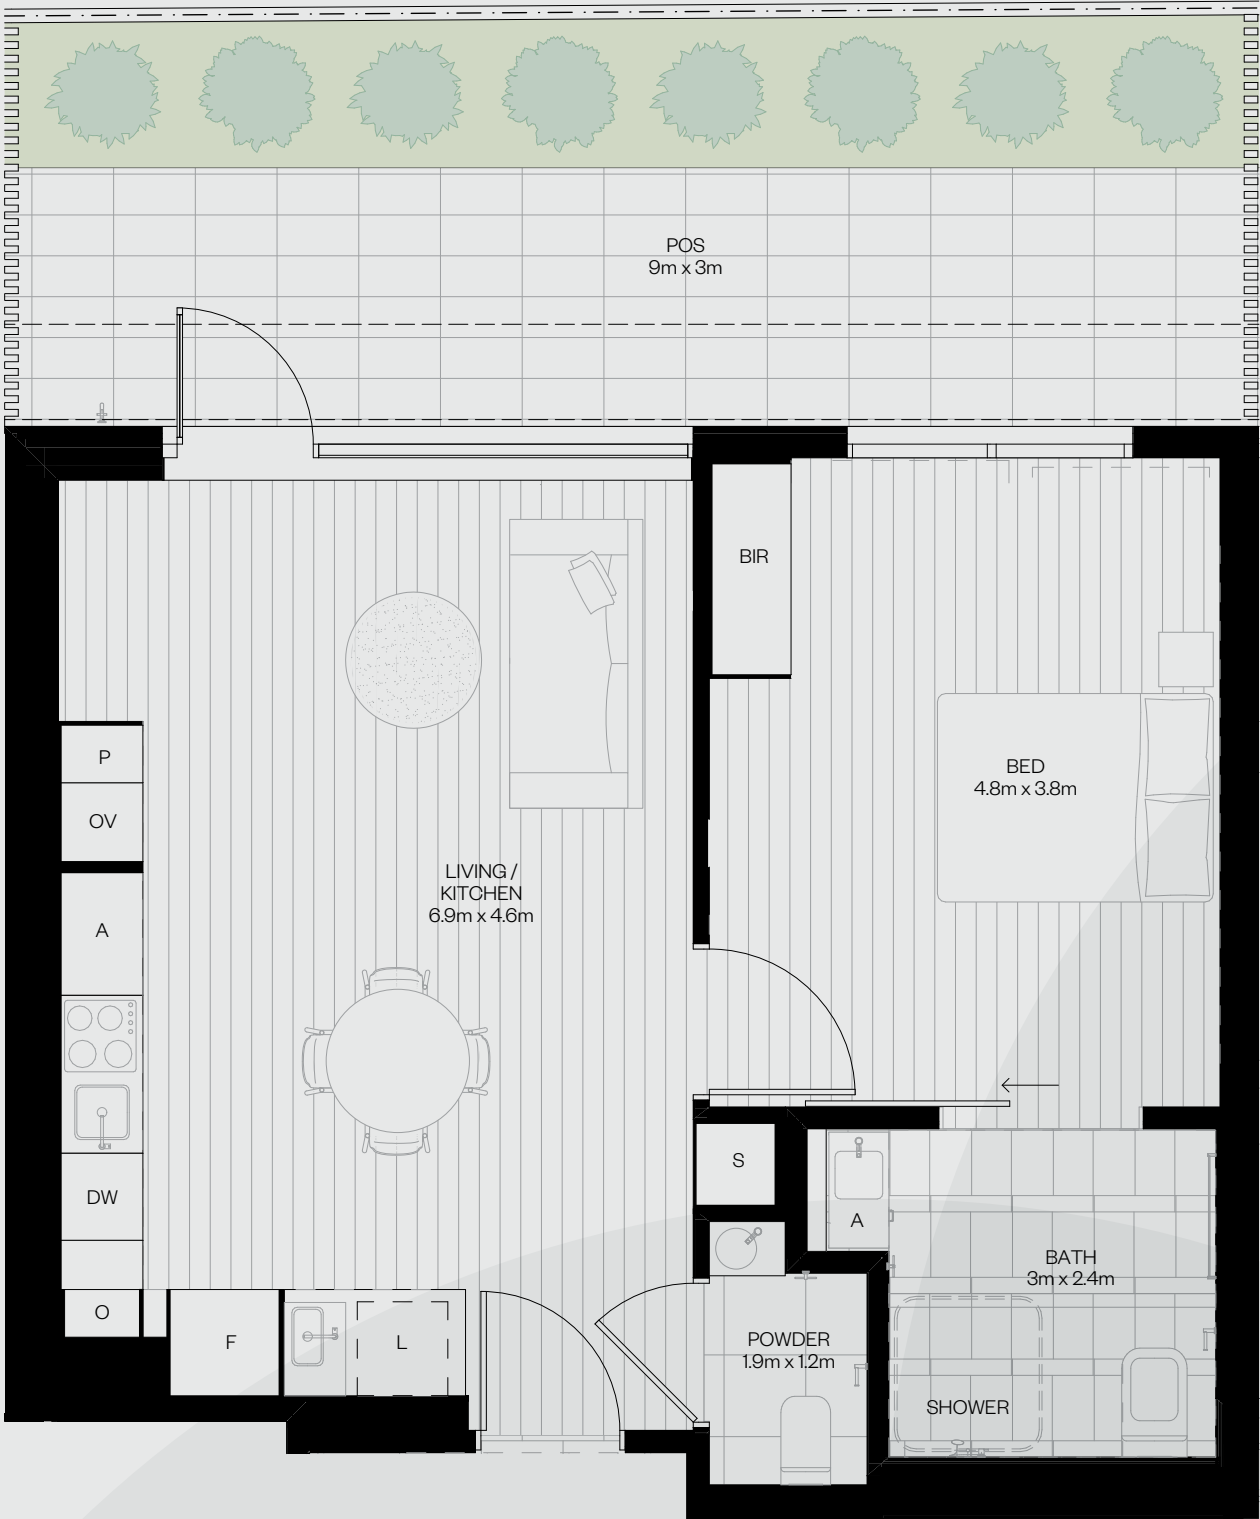 POS
9m x 3m
BIR
P
BED
4.8m x 3.8m
OV
LIVING /
KITCHEN
6.9m x 4.6m
A
S
DW
A
BATH
3m x 2.4m
O
F
L
POWDER
1.9m x 1.2m
SHOWER